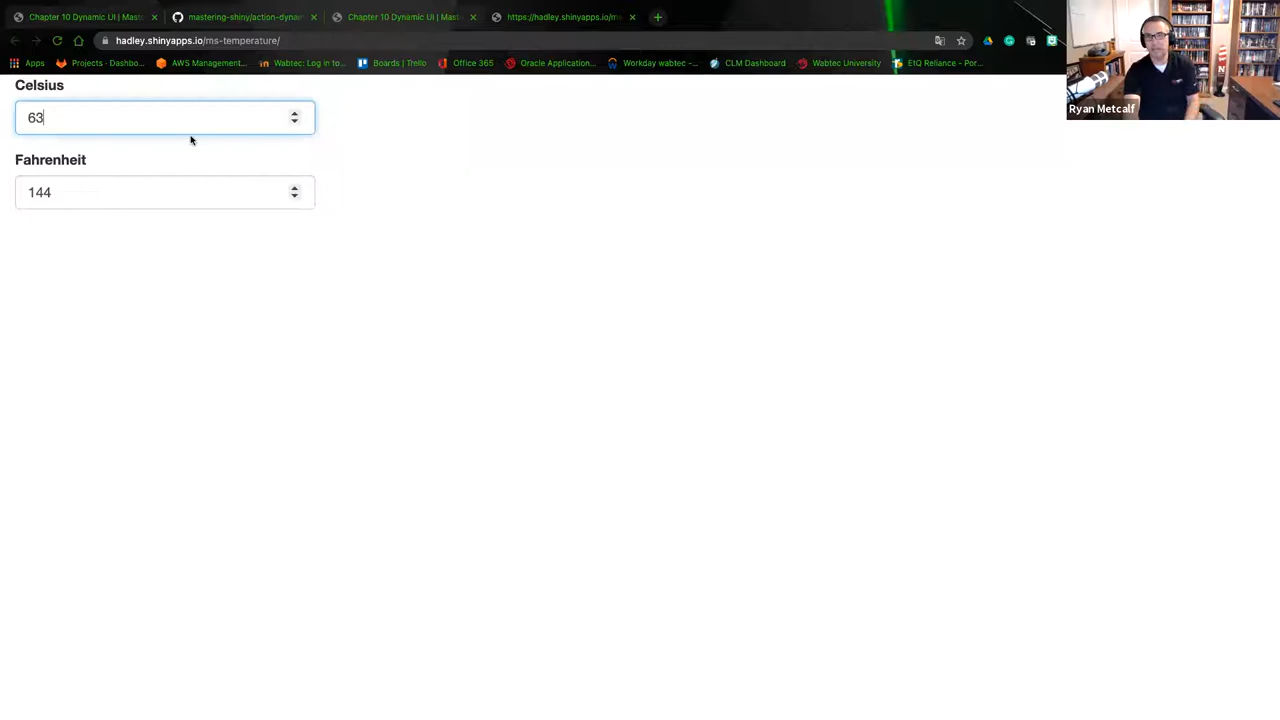 Chapter 10 Dynamic UI | Mast
mastering-shiny/action-dynam
Chapter 10 Dynamic UI | Mast
https://hadley.shinyapps.io/m
hadley.shinyapps.io/ms-temperature/
Apps
Projects · Dashbo...
AWS Management...
Wabtec: Log in to...
Boards | Trello
Office 365
Oracle Application...
Workday wabtec -...
CLM Dashboard
Wabtec University
EtQ Reliance - Por...
Ryan Metcalf
Celsius
63
Fahrenheit
144